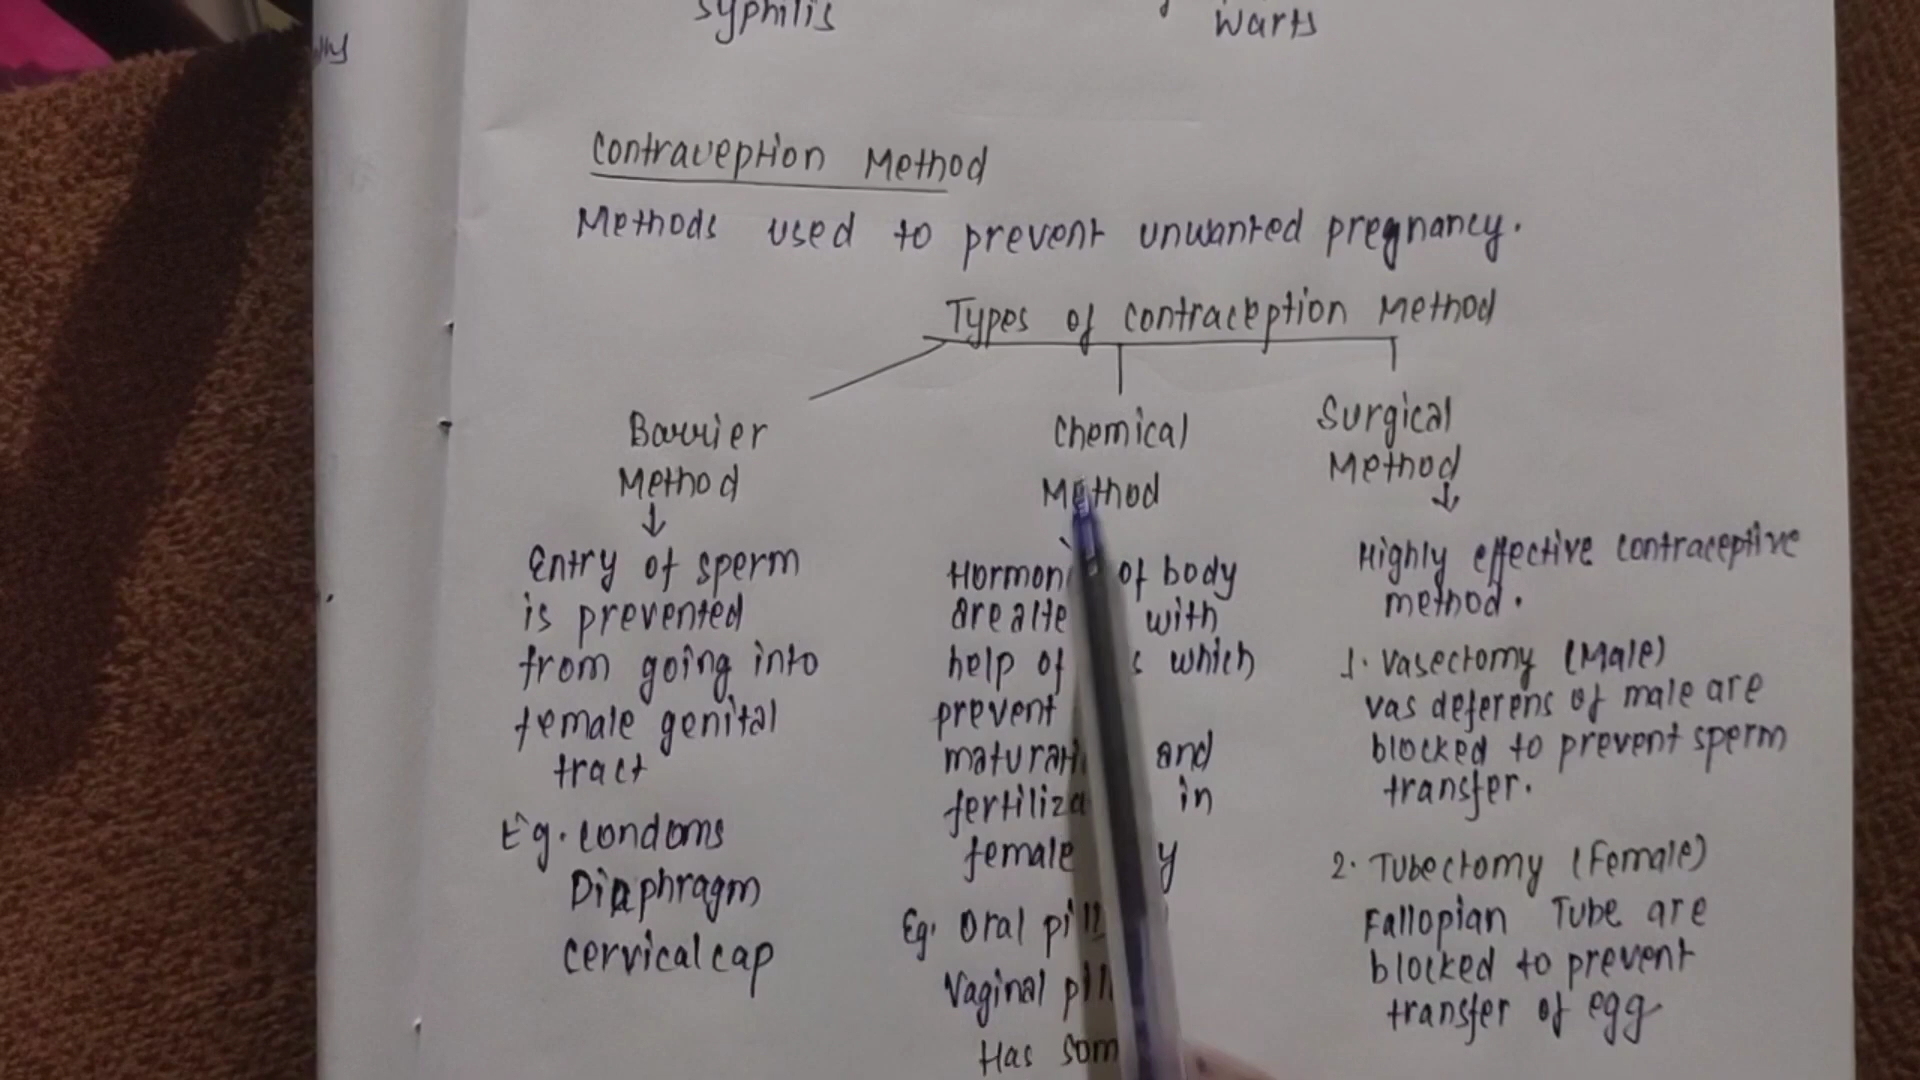 syphilis
warts
Contraception Method
Methods used to prevent unwanted pregnancy.
Types of contraception Method
Barrier
Method
Entry of sperm
is prevented
from going into
female genital
tract
Eg. condoms
Diaphragm
cervical cap
Chemical
Method
of body
are with
help of which
prevent
and
in
female
Eg. Oral
Vaginal
Has
Surgical
Method
Highly effective contraceptive
method.
1. Vasectomy (Male)
vas deferens of male are
blocked to prevent sperm
transfer.
2. Tubectomy (Female)
Fallopian Tube are
blocked to prevent
transfer of egg